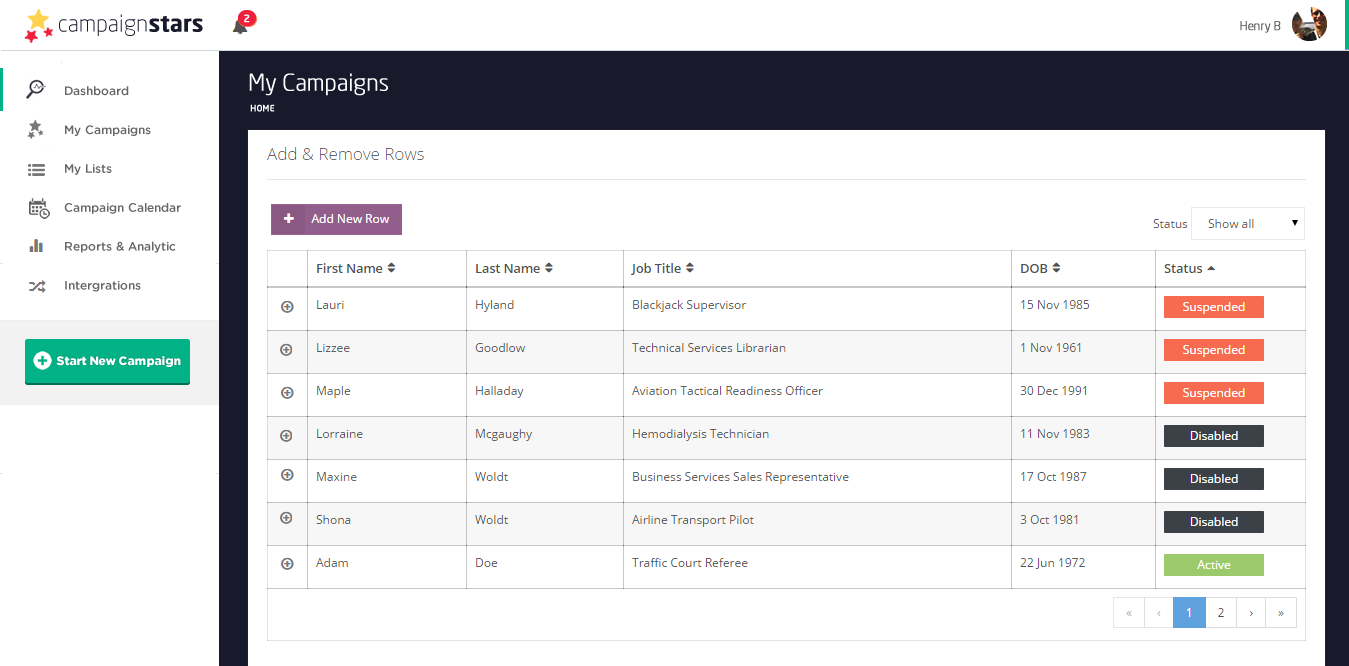 campaignstars
2
Henry B
Dashboard
My Campaigns
My Lists
Campaign Calendar
Reports & Analytic
Intergrations
Start New Campaign
My Campaigns
HOME
Add & Remove Rows
+ Add New Row
Status Show all
First Name Last Name Job Title DOB Status
Lauri Hyland Blackjack Supervisor 15 Nov 1985 Suspended
Lizzee Goodlow Technical Services Librarian 1 Nov 1961 Suspended
Maple Halladay Aviation Tactical Readiness Officer 30 Dec 1991 Suspended
Lorraine Mcgaughy Hemodialysis Technician 11 Nov 1983 Disabled
Maxine Woldt Business Services Sales Representative 17 Oct 1987 Disabled
Shona Woldt Airline Transport Pilot 3 Oct 1981 Disabled
Adam Doe Traffic Court Referee 22 Jun 1972 Active
« ‹ 1 2 › »